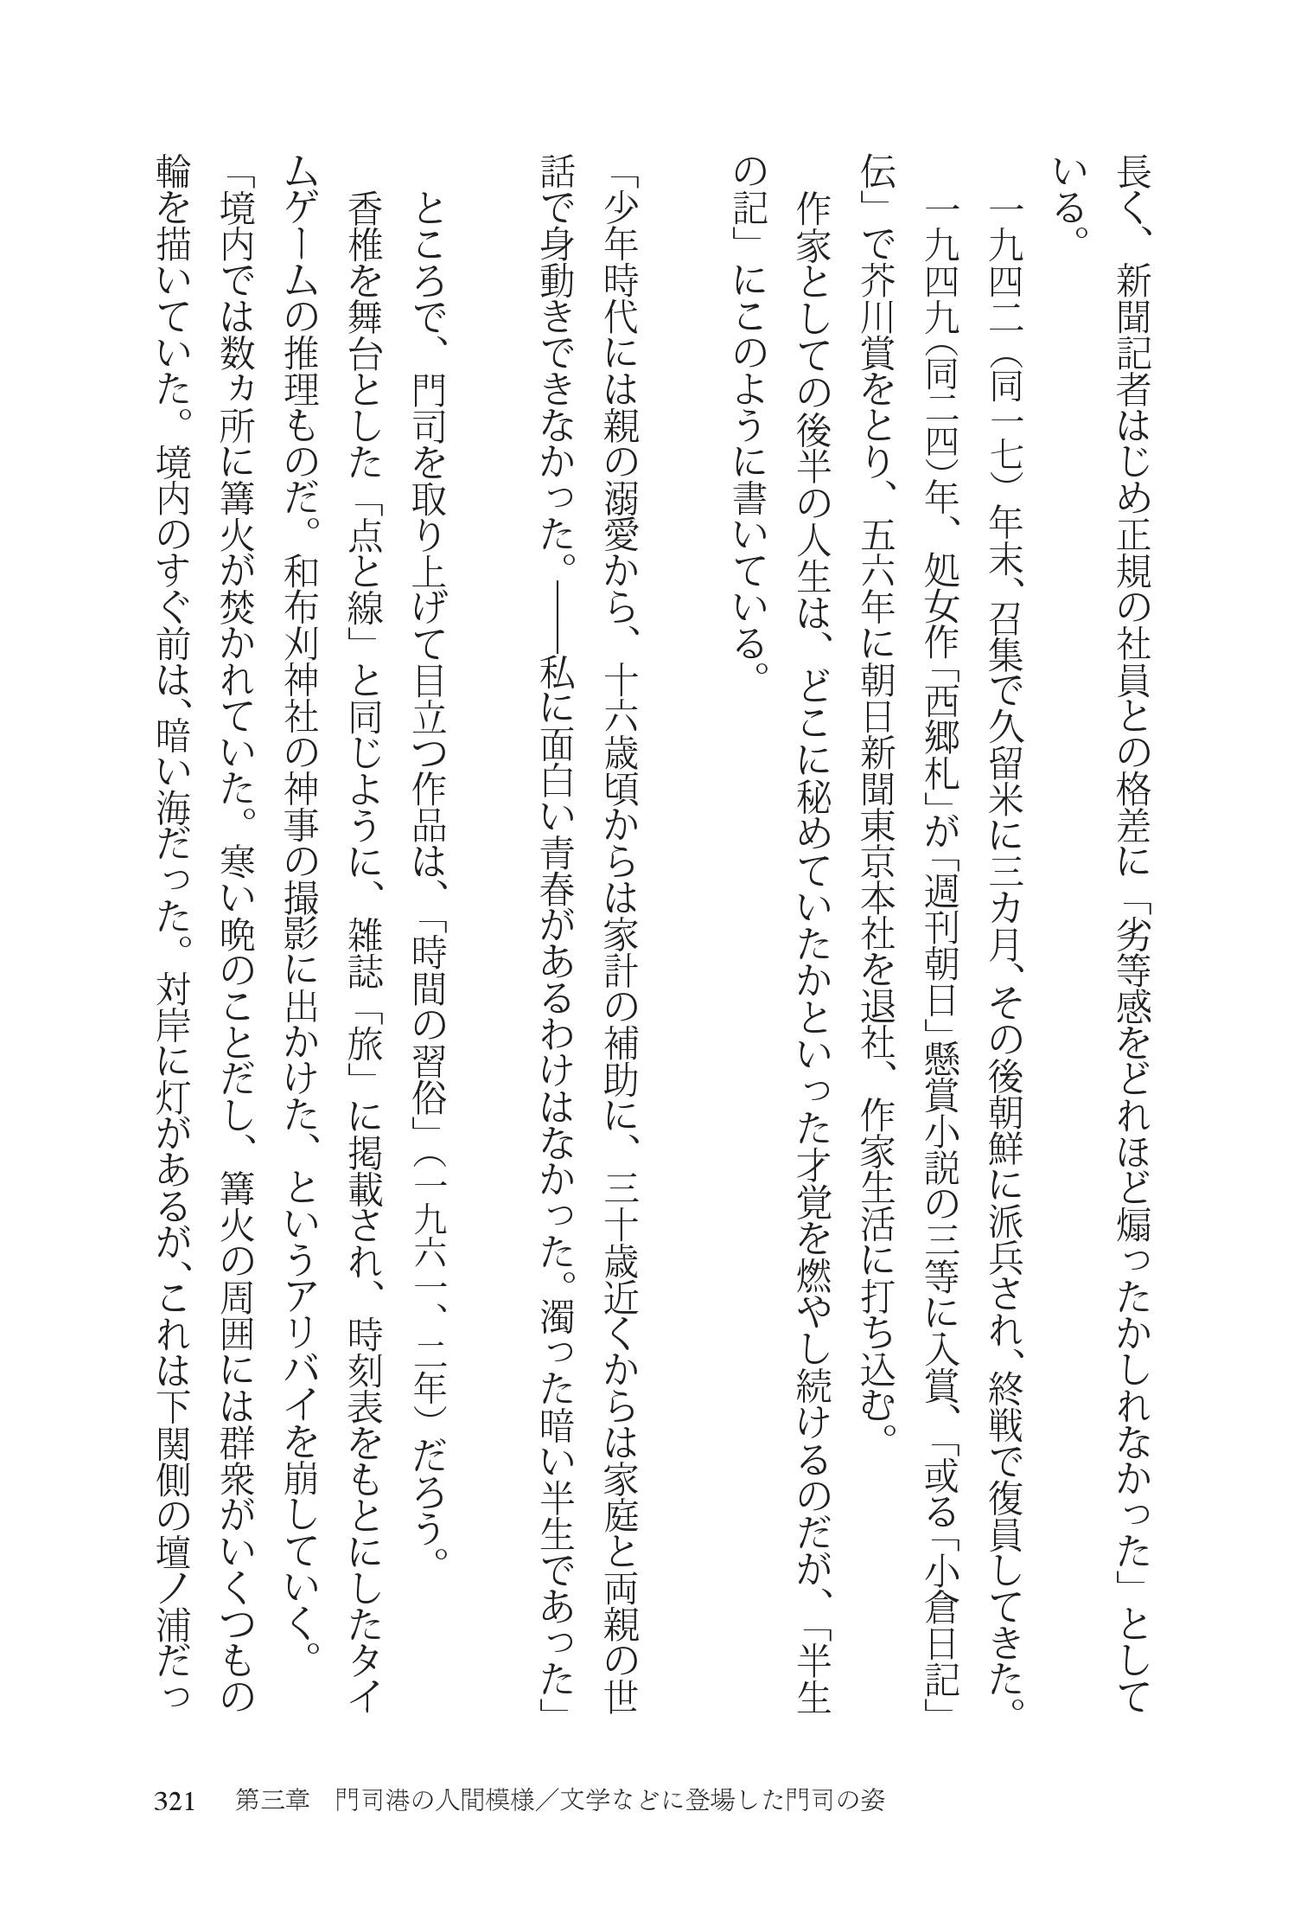 長く、新聞記者はじめ正規の社員との格差に「劣等感をどれほど煽ったかしれなかった」として
いる。
一九四二（同一七）年末、召集で久留米に三カ月、その後朝鮮に派兵され、終戦で復員してきた。
一九四九（同二四）年、処女作「西郷札」が「週刊朝日」懸賞小説の三等に入賞、「或る「小倉日記」
伝」で芥川賞をとり、五六年に朝日新聞東京本社を退社、作家生活に打ち込む。
作家としての後半の人生は、どこに秘めていたかといった才覚を燃やし続けるのだが、「半生
の記」にこのように書いている。
「少年時代には親の溺愛から、十六歳頃からは家計の補助に、三十歳近くからは家庭と両親の世
話で身動きできなかった。――私に面白い青春があるわけはなかった。濁った暗い半生であった」
ところで、門司を取り上げて目立つ作品は、「時間の習俗」（一九六一、二年）だろう。
香椎を舞台とした「点と線」と同じように、雑誌「旅」に掲載され、時刻表をもとにしたタイ
ムゲームの推理ものだ。和布刈神社の神事の撮影に出かけた、というアリバイを崩していく。
「境内では数ヵ所に篝火が焚かれていた。寒い晩のことだし、篝火の周囲には群衆がいくつもの
輪を描いていた。境内のすぐ前は、暗い海だった。対岸に灯があるが、これは下関側の壇ノ浦だっ
321　第三章　門司港の人間模様／文学などに登場した門司の姿